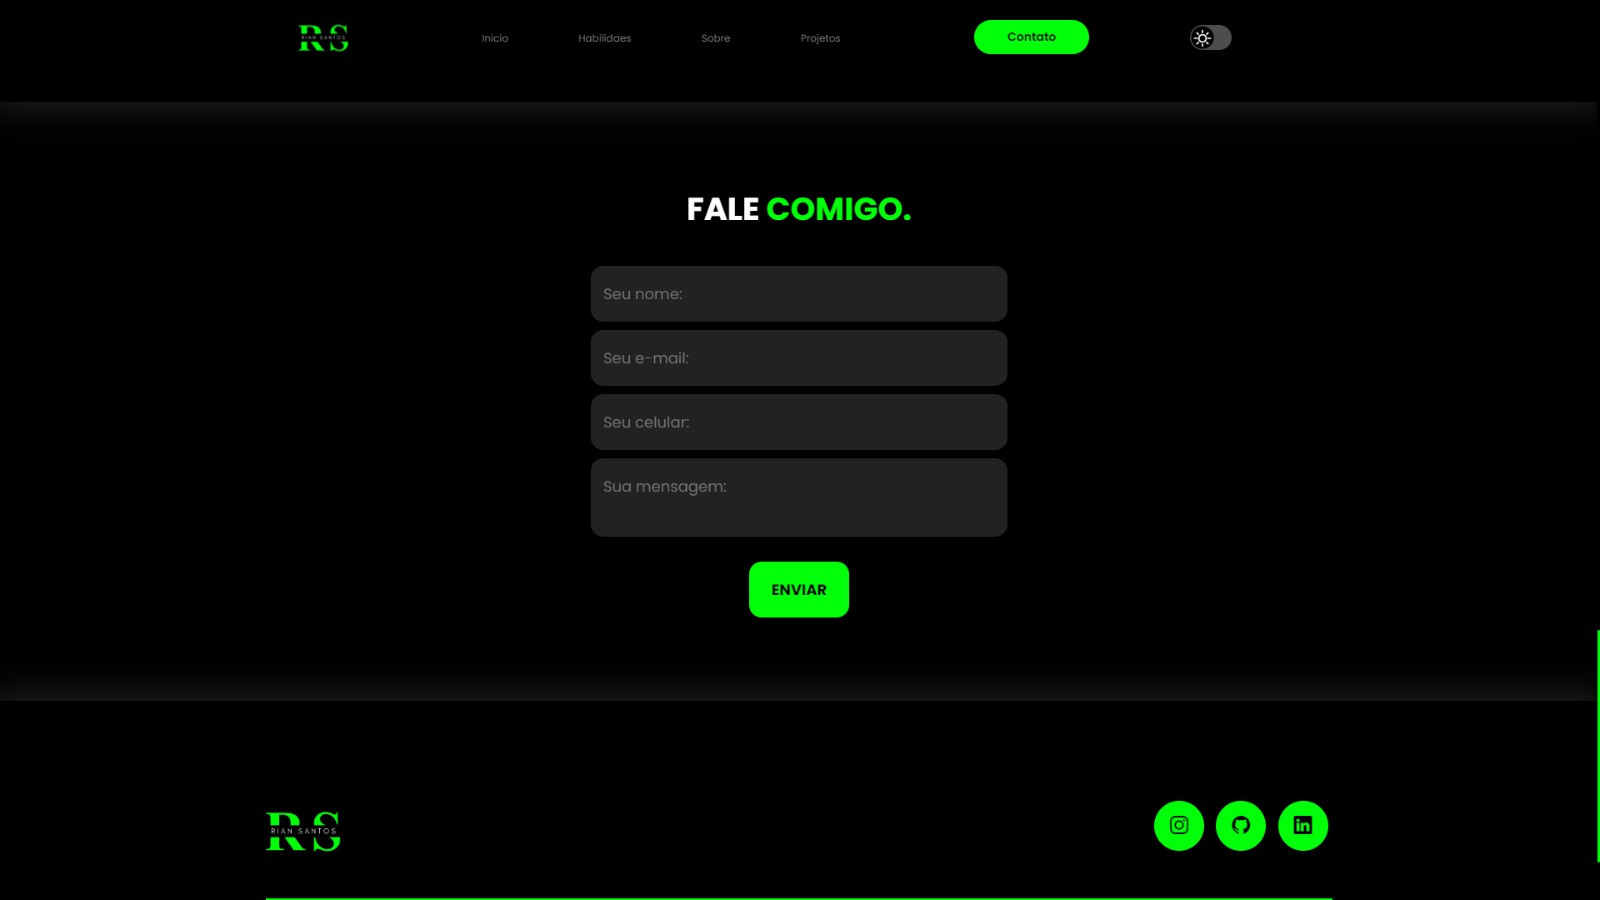 RS
RIAN SANTOS
Inicio
Habilidaes
Sobre
Projetos
Contato
FALE COMIGO.
Seu nome:
Seu e-mail:
Seu celular:
Sua mensagem:
ENVIAR
RS
RIAN SANTOS
in